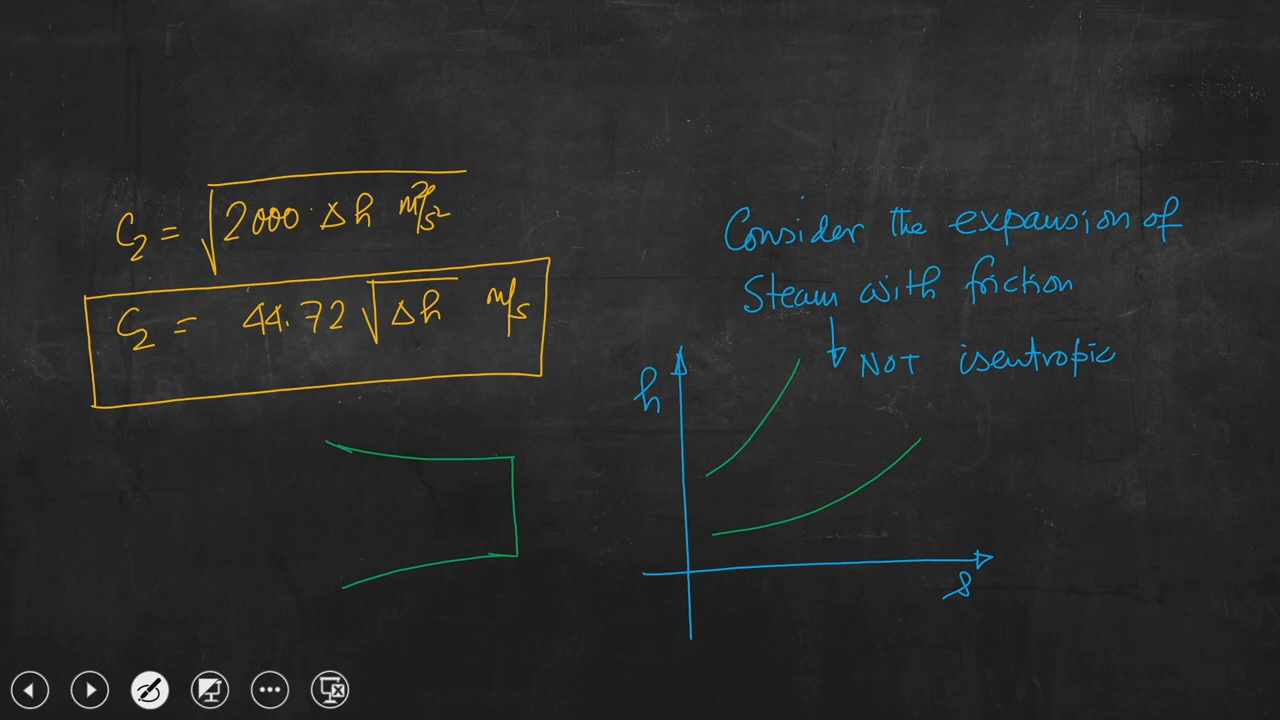 C₂ = √2000·Δh m²/s²
C₂ = 44.72 √Δh m/s
Consider the expansion of
Steam with friction
NOT isentropic
h
s